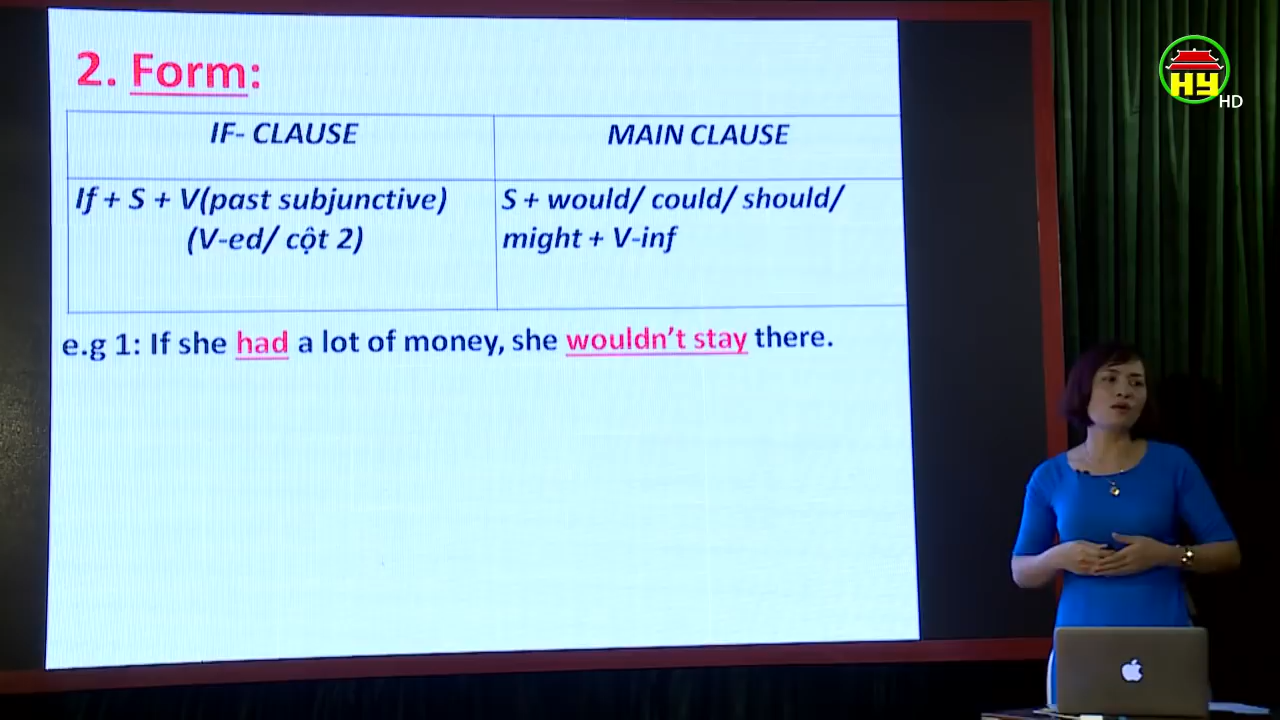 2. Form:
IF- CLAUSE
MAIN CLAUSE
If + S + V(past subjunctive)
(V-ed/ cột 2)
S + would/ could/ should/
might + V-inf
e.g 1: If she had a lot of money, she wouldn't stay there.
HY
HD